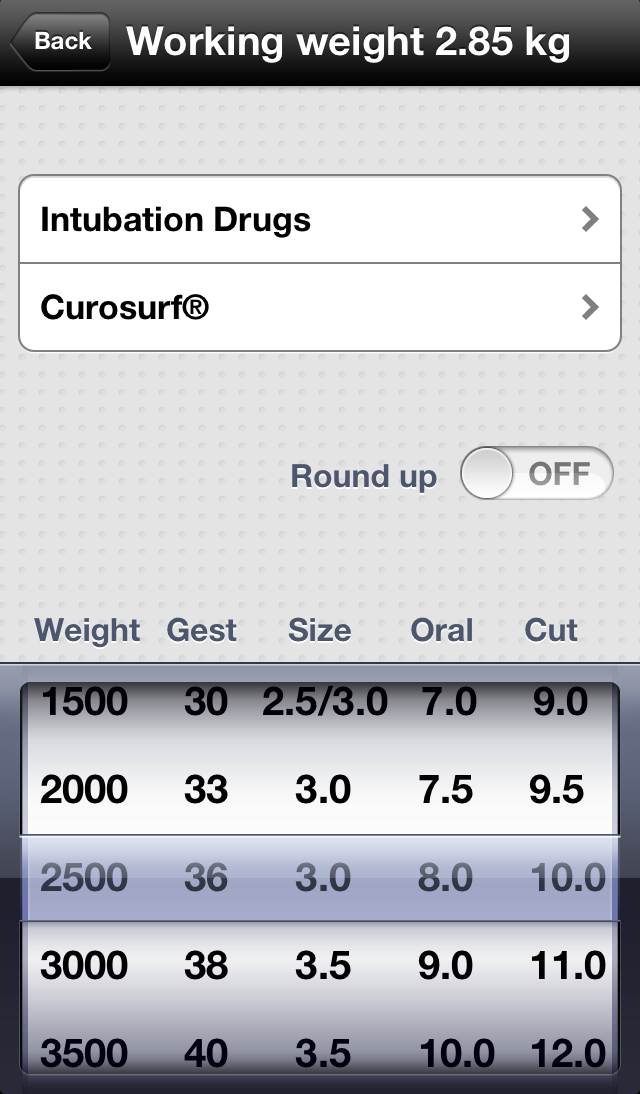 Back Working weight 2.85 kg
Intubation Drugs
Curosurf®
Round up OFF
Weight Gest Size Oral Cut
1500 30 2.5/3.0 7.0 9.0
2000 33 3.0 7.5 9.5
2500 36 3.0 8.0 10.0
3000 38 3.5 9.0 11.0
3500 40 3.5 10.0 12.0